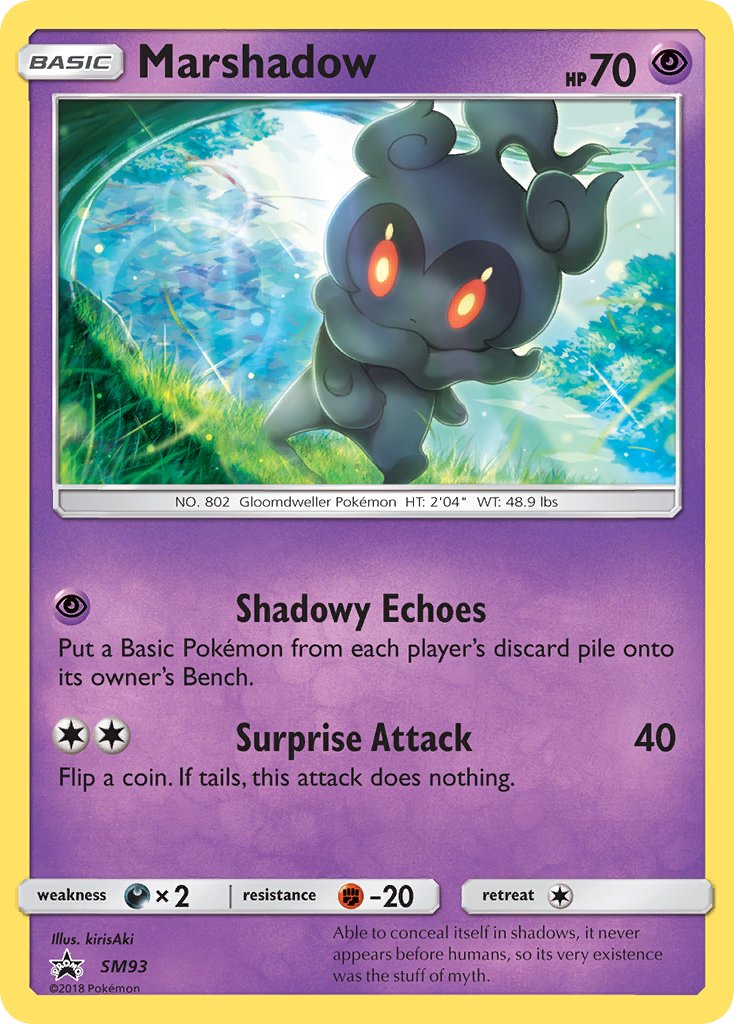 BASIC Marshadow HP 70
NO. 802 Gloomdweller Pokémon HT: 2'04" WT: 48.9 lbs
Shadowy Echoes
Put a Basic Pokémon from each player's discard pile onto
its owner's Bench.
Surprise Attack 40
Flip a coin. If tails, this attack does nothing.
weakness × 2 resistance –20 retreat
Illus. kirisAki
PROMO SM93
©2018 Pokémon
Able to conceal itself in shadows, it never
appears before humans, so its very existence
was the stuff of myth.